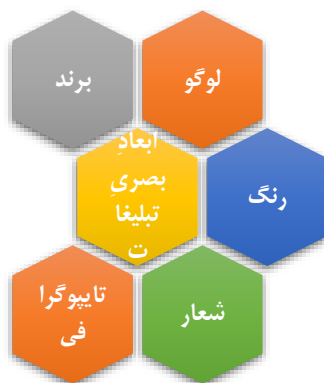 لوگو
برند
ابعادِ
بصریِ
تبلیغا
ت
رنگ
شعار
تایپوگرا
فی